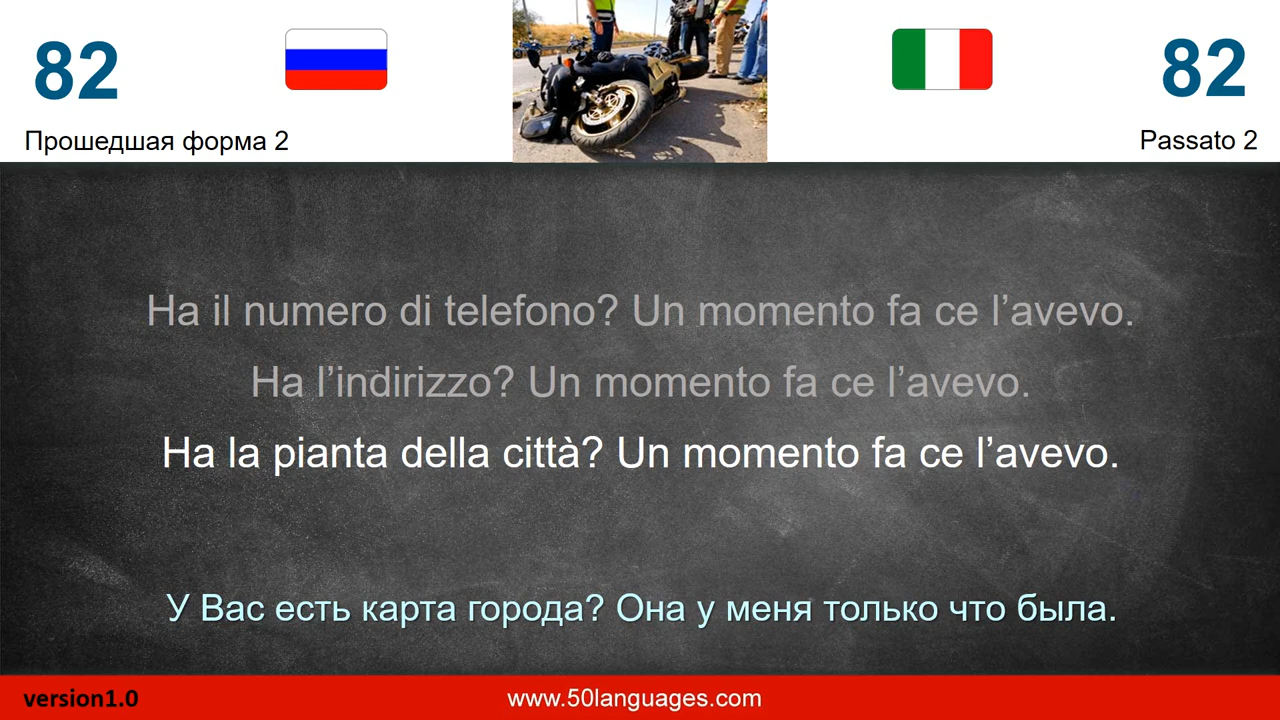 82
82
Прошедшая форма 2
Passato 2
Ha il numero di telefono? Un momento fa ce l’avevo.
Ha l’indirizzo? Un momento fa ce l’avevo.
Ha la pianta della città? Un momento fa ce l’avevo.
У Вас есть карта города? Она у меня только что была.
version1.0
www.50languages.com